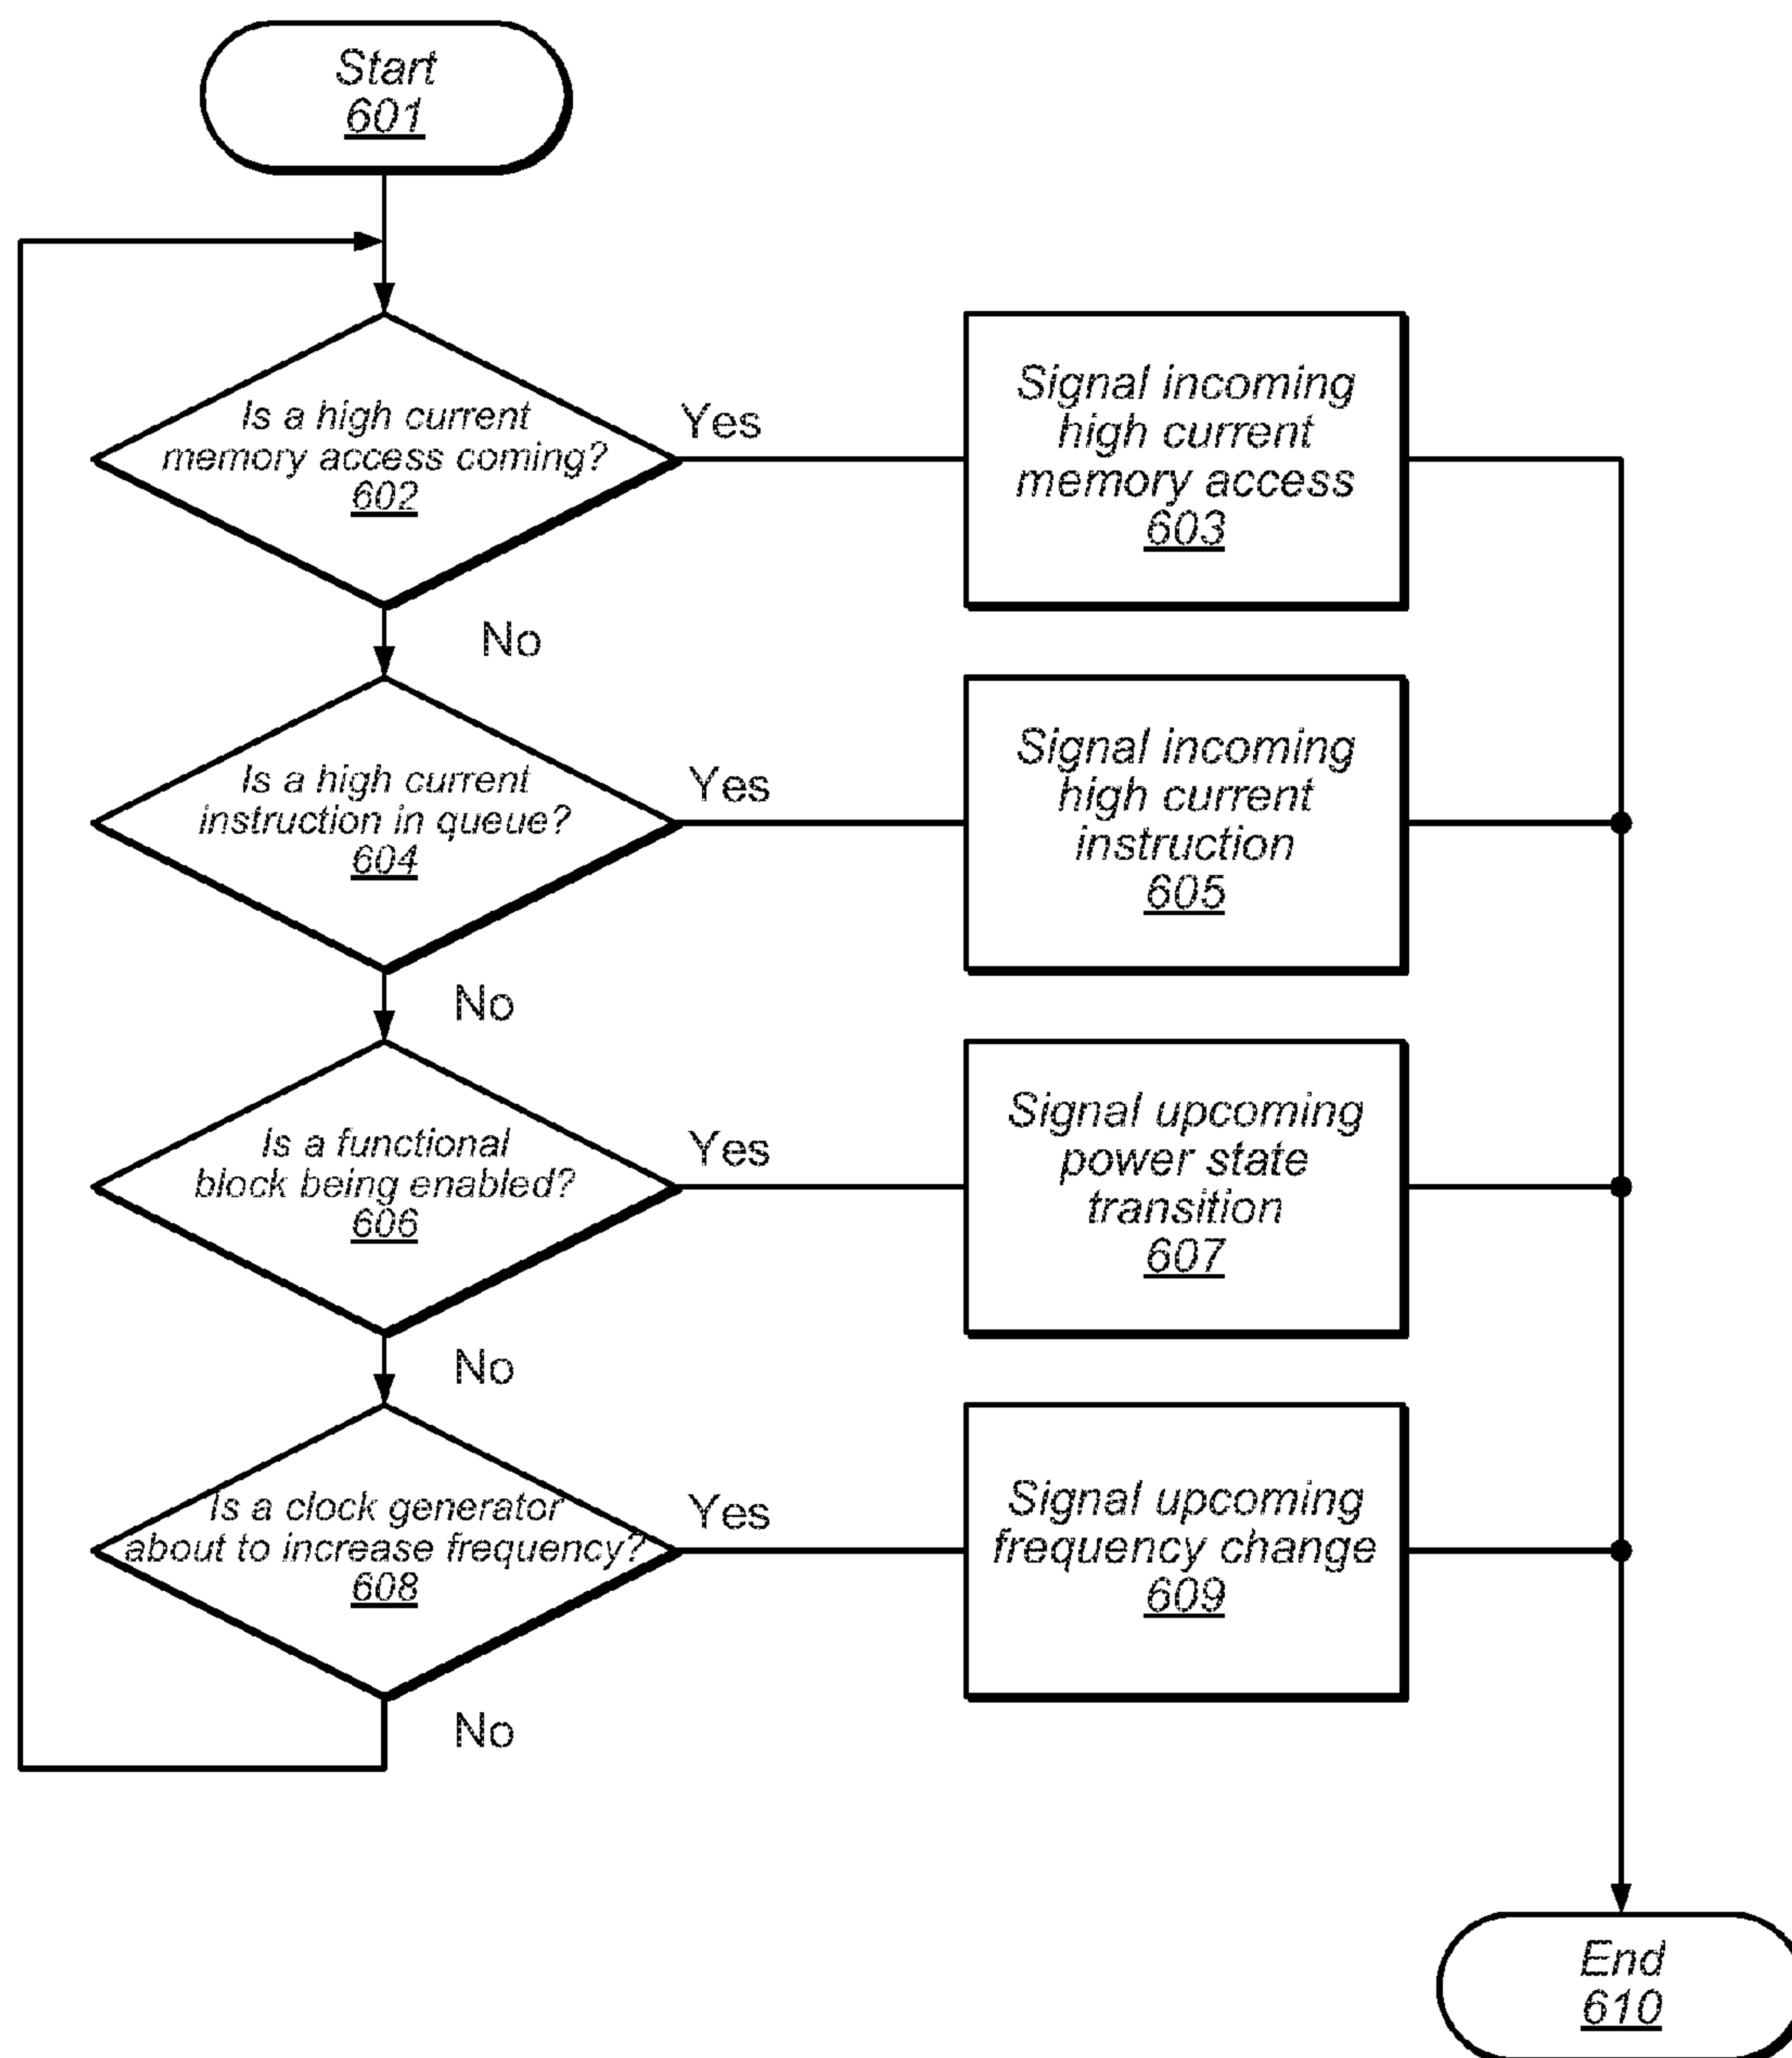 Start
601
Is a high current
memory access coming?
602
Yes
Signal incoming
high current
memory access
603
No
Is a high current
instruction in queue?
604
Yes
Signal incoming
high current
instruction
605
No
Is a functional
block being enabled?
606
Yes
Signal upcoming
power state
transition
607
No
Is a clock generator
about to increase frequency?
608
Yes
Signal upcoming
frequency change
609
No
End
610